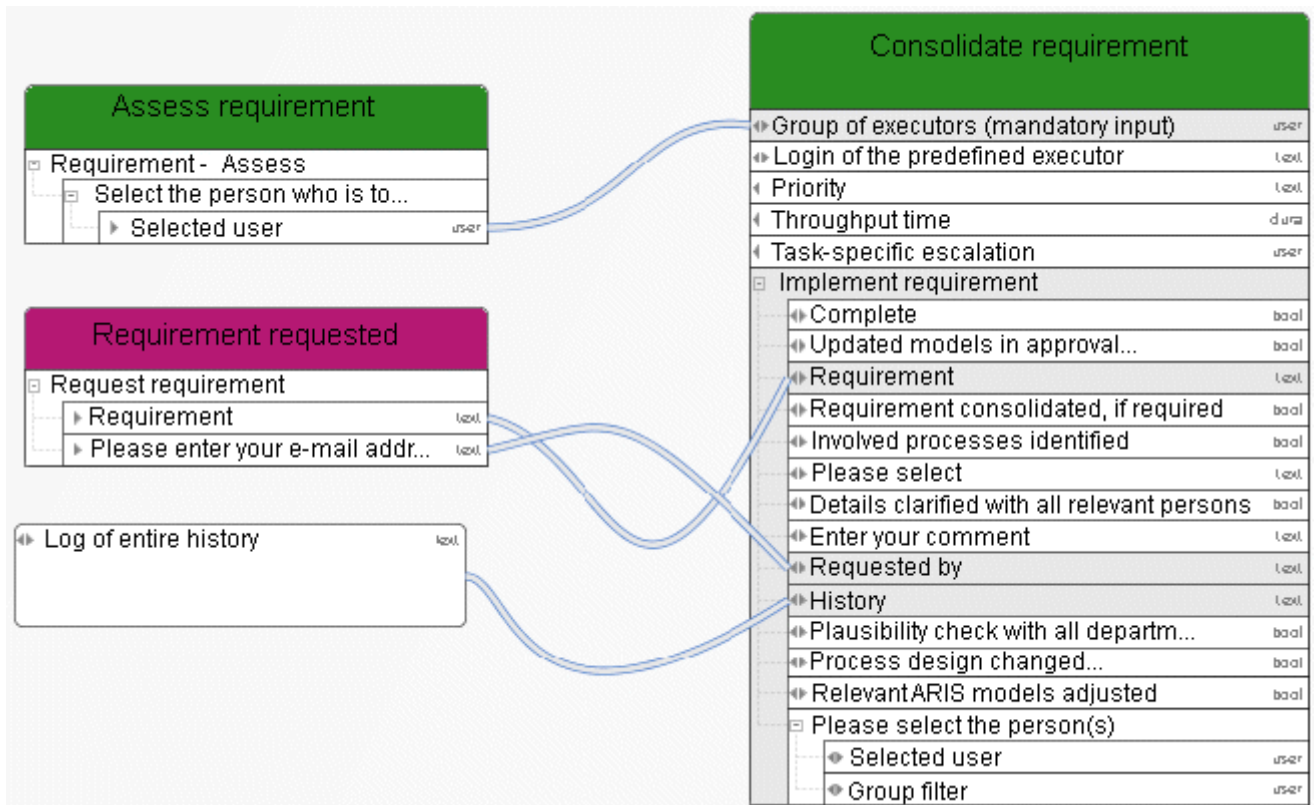 Assess requirement
Requirement - Assess
Select the person who is to...
Selected user user
Requirement requested
Request requirement
Requirement text
Please enter your e-mail addr... text
Log of entire history text
Consolidate requirement
Group of executors (mandatory input) user
Login of the predefined executor text
Priority text
Throughput time dura
Task-specific escalation user
Implement requirement
Complete bool
Updated models in approval... bool
Requirement text
Requirement consolidated, if required bool
Involved processes identified bool
Please select text
Details clarified with all relevant persons bool
Enter your comment text
Requested by text
History text
Plausibility check with all departm... bool
Process design changed... bool
Relevant ARIS models adjusted bool
Please select the person(s)
Selected user user
Group filter user